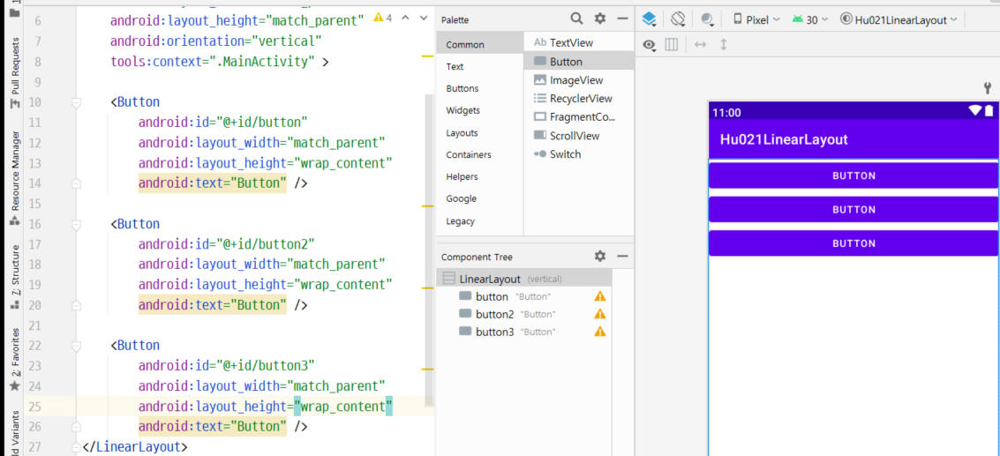 Pull Requests
Resource Manager
7: Structure
2: Favorites
ld Variants
6 android:layout_height="match_parent"
7 android:orientation="vertical"
8 tools:context=".MainActivity" >
9
10 <Button
11 android:id="@+id/button"
12 android:layout_width="match_parent"
13 android:layout_height="wrap_content"
14 android:text="Button" />
15
16 <Button
17 android:id="@+id/button2"
18 android:layout_width="match_parent"
19 android:layout_height="wrap_content"
20 android:text="Button" />
21
22 <Button
23 android:id="@+id/button3"
24 android:layout_width="match_parent"
25 android:layout_height="wrap_content"
26 android:text="Button" />
27 </LinearLayout>
4
Palette
Common
Text
Buttons
Widgets
Layouts
Containers
Helpers
Google
Legacy
Ab TextView
Button
ImageView
RecyclerView
FragmentCo...
ScrollView
Switch
Component Tree
LinearLayout (vertical)
button "Button"
button2 "Button"
button3 "Button"
Pixel 30 Hu021LinearLayout
11:00
Hu021LinearLayout
BUTTON
BUTTON
BUTTON